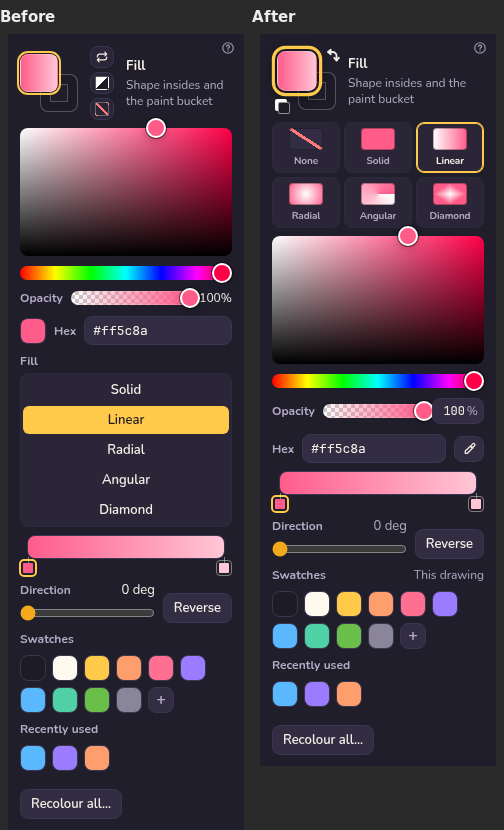 Before
Fill
Shape insides and
the paint bucket
Opacity
100%
Hex
#ff5c8a
Fill
Solid
Linear
Radial
Angular
Diamond
Direction
0 deg
Reverse
Swatches
+
Recently used
Recolour all...
After
Fill
Shape insides and the
paint bucket
None
Solid
Linear
Radial
Angular
Diamond
Opacity
100 %
Hex
#ff5c8a
Direction
0 deg
Reverse
Swatches
This drawing
+
Recently used
Recolour all...